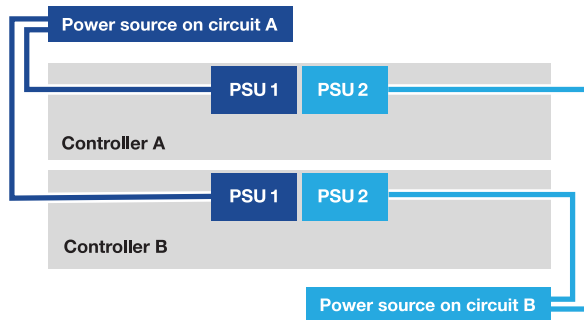 Power source on circuit A
PSU 1
PSU 2
Controller A
PSU 1
PSU 2
Controller B
Power source on circuit B